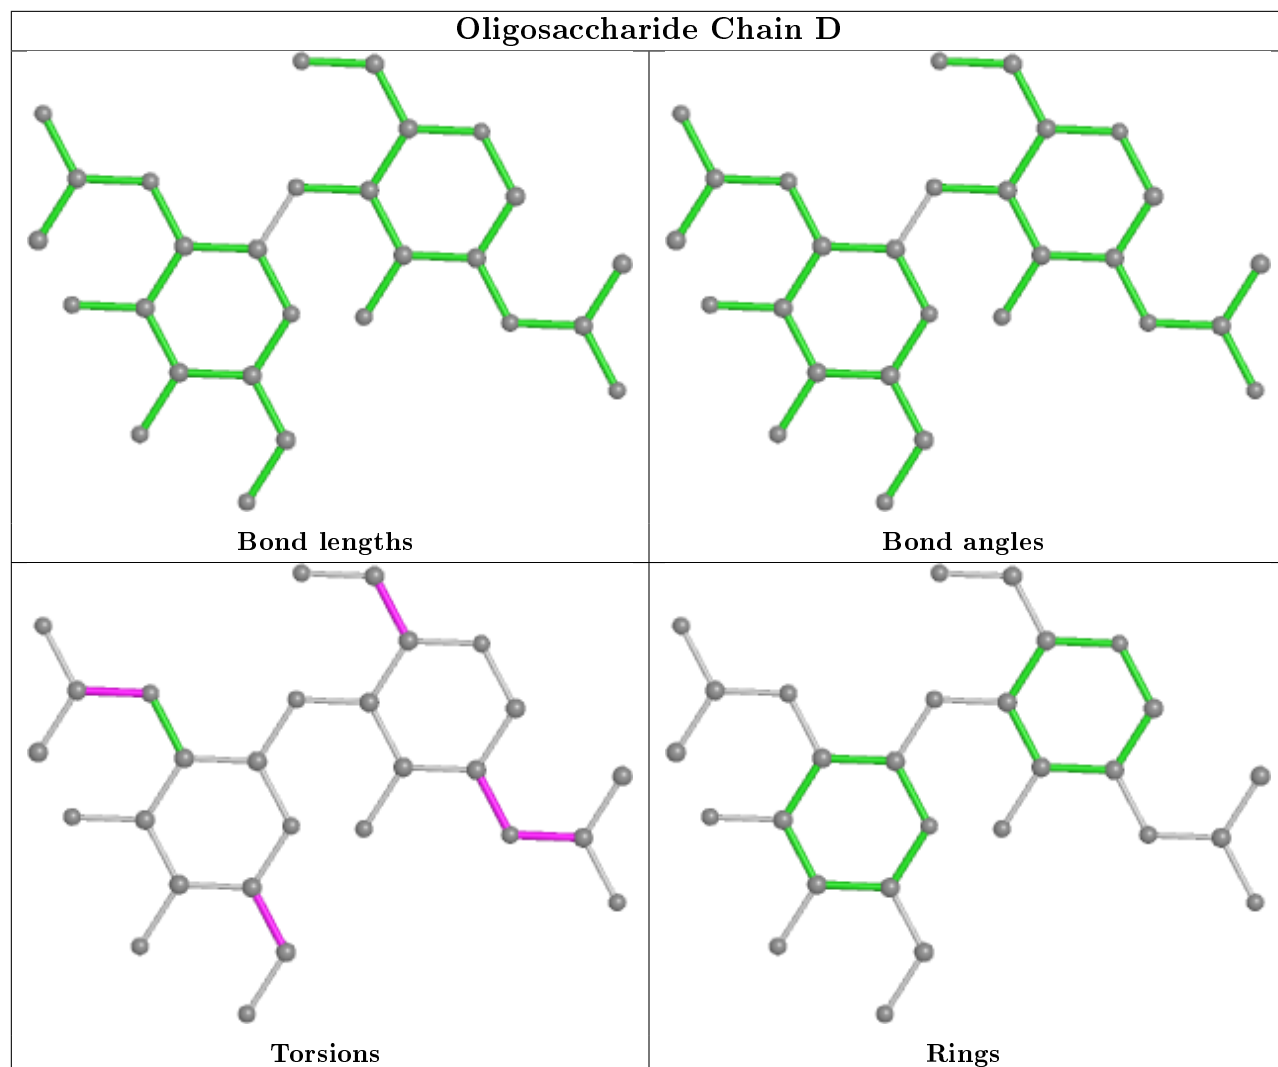 Oligosaccharide Chain D
Bond lengths
Bond angles
Torsions
Rings